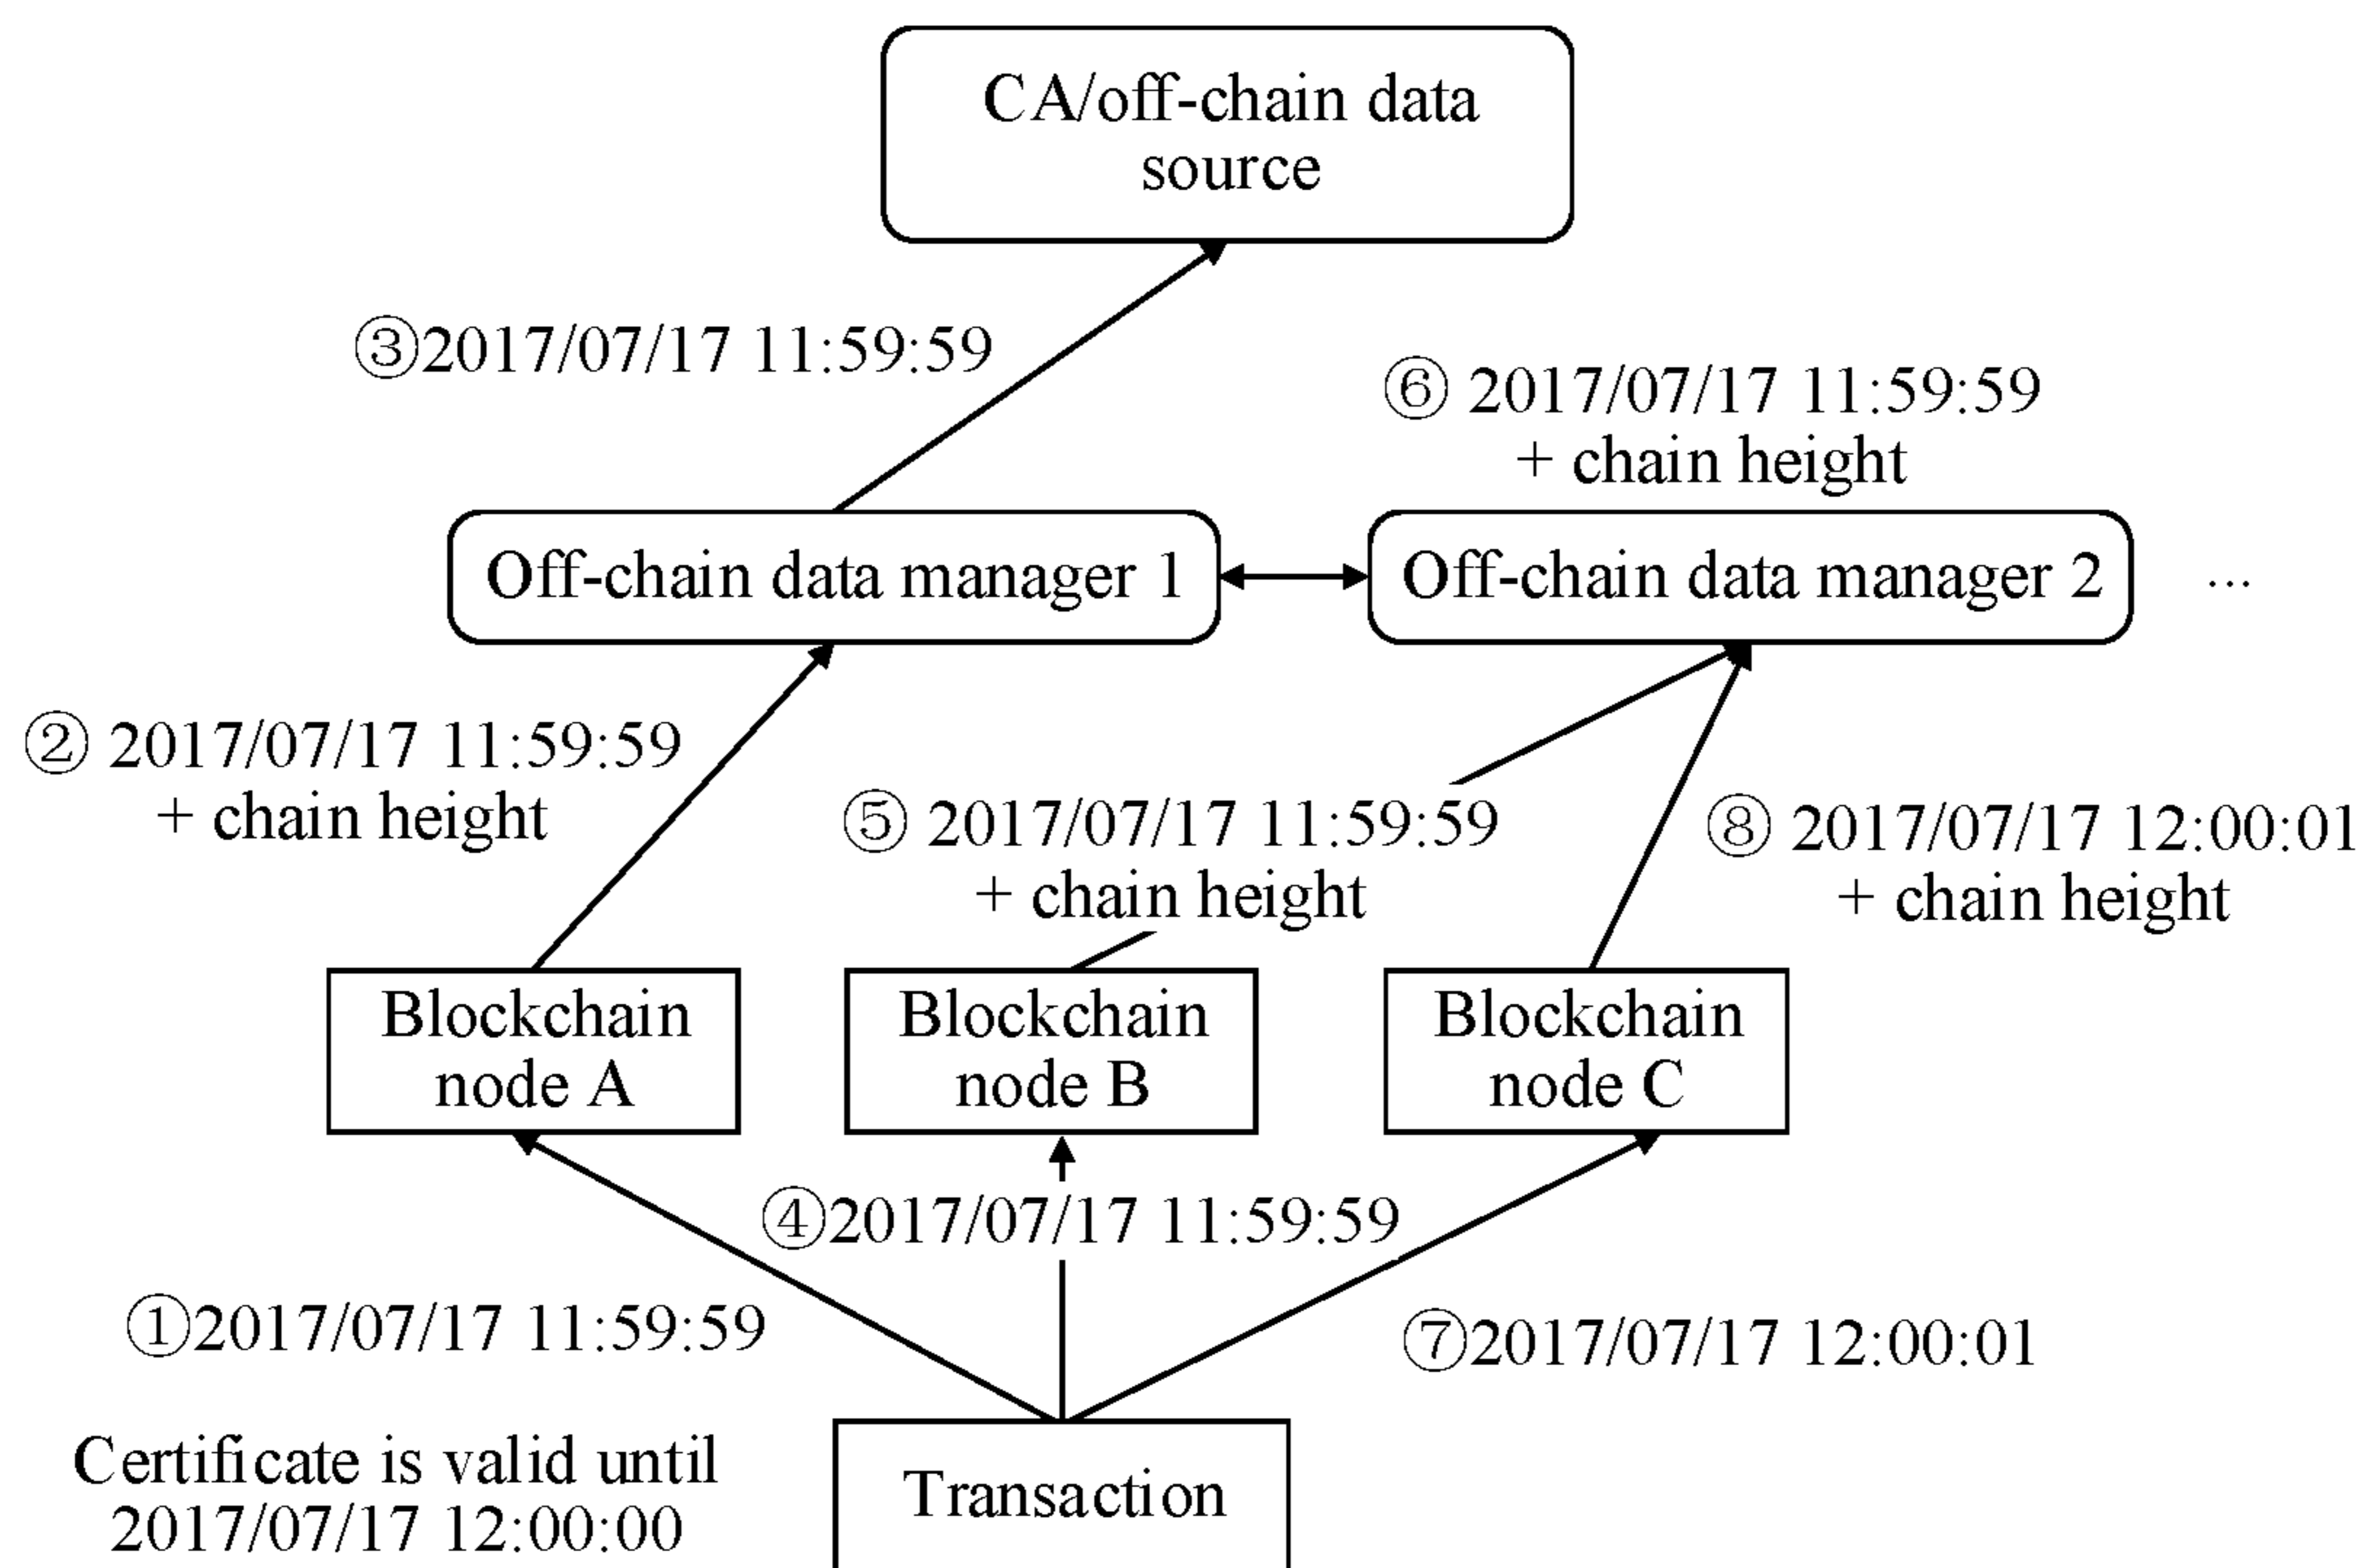 CA/off-chain data
source
③2017/07/17 11:59:59
⑥ 2017/07/17 11:59:59
+ chain height
Off-chain data manager 1
Off-chain data manager 2
...
② 2017/07/17 11:59:59
+ chain height
⑤ 2017/07/17 11:59:59
+ chain height
⑧ 2017/07/17 12:00:01
+ chain height
Blockchain
node A
Blockchain
node B
Blockchain
node C
④2017/07/17 11:59:59
①2017/07/17 11:59:59
⑦2017/07/17 12:00:01
Certificate is valid until
2017/07/17 12:00:00
Transaction